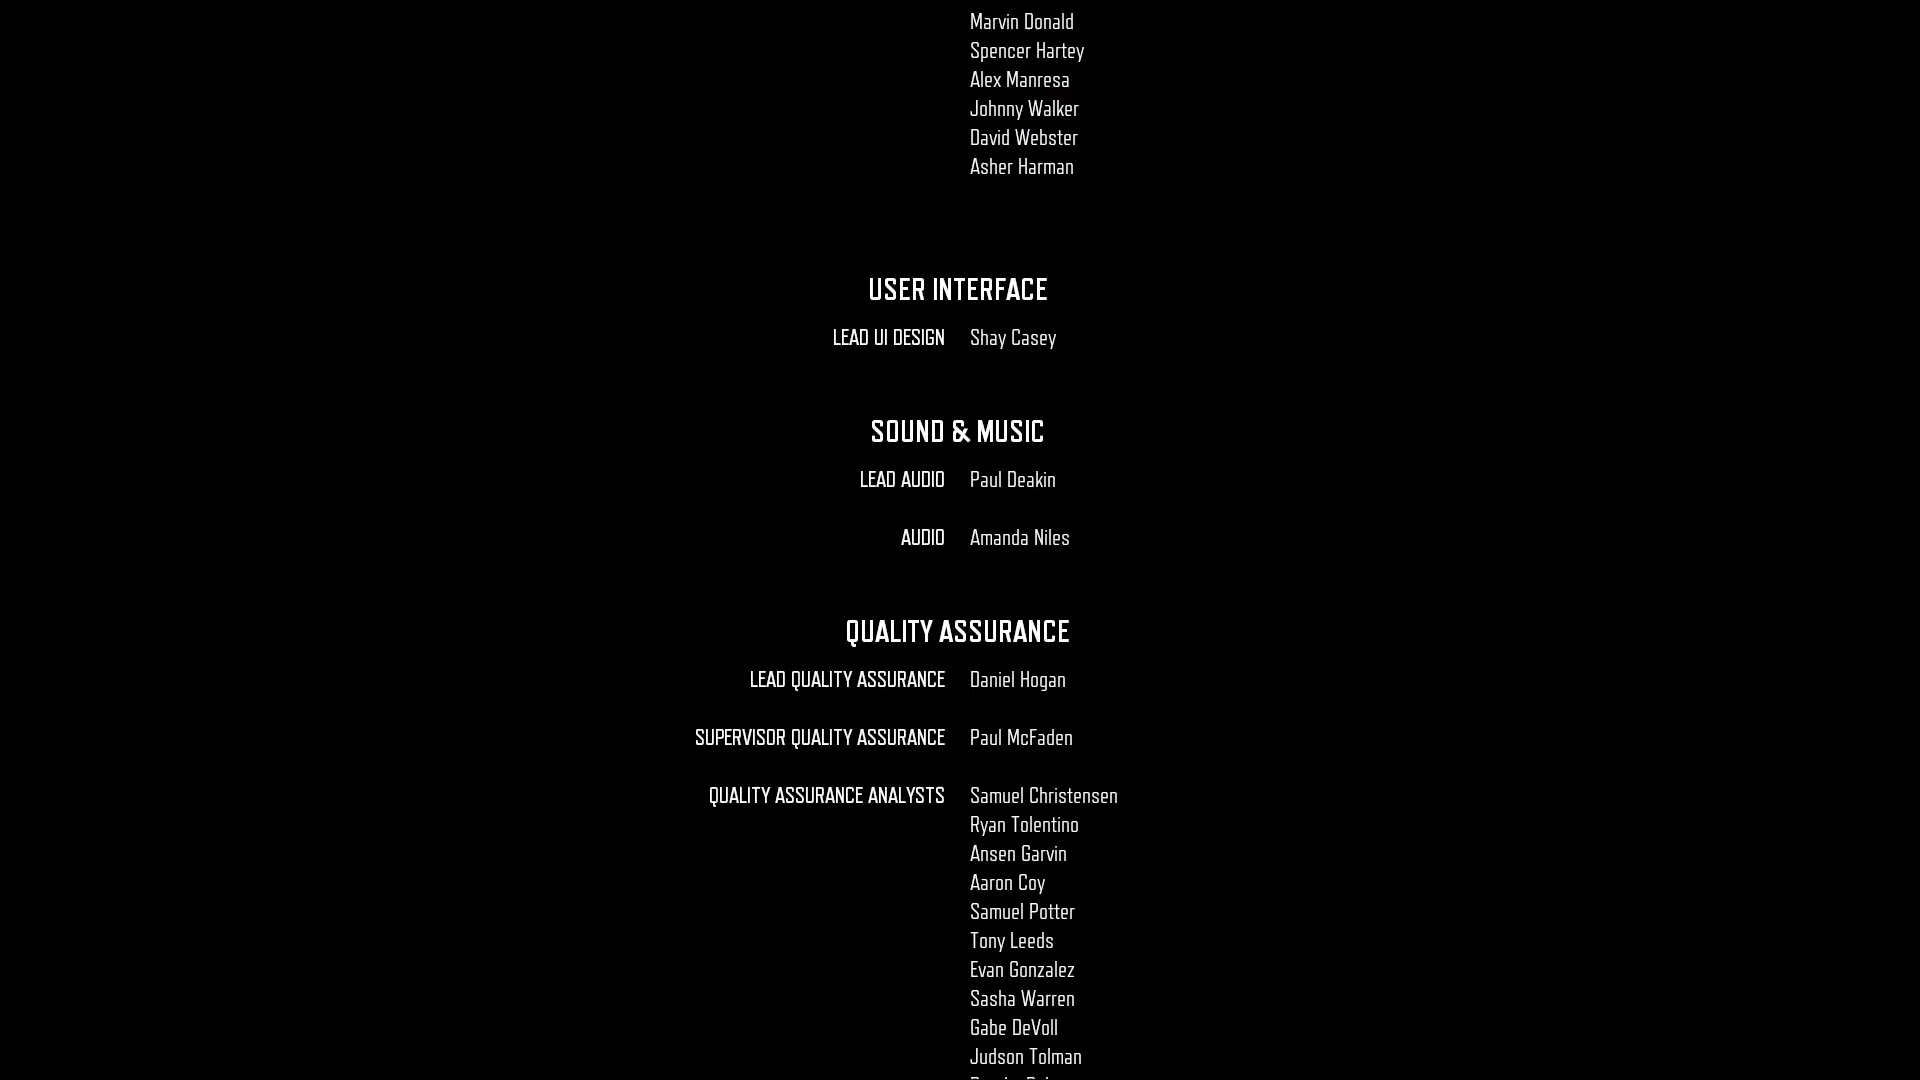 Marvin Donald
Spencer Hartey
Alex Manresa
Johnny Walker
David Webster
Asher Harman
USER INTERFACE
LEAD UI DESIGN Shay Casey
SOUND & MUSIC
LEAD AUDIO Paul Deakin
AUDIO Amanda Niles
QUALITY ASSURANCE
LEAD QUALITY ASSURANCE Daniel Hogan
SUPERVISOR QUALITY ASSURANCE Paul McFaden
QUALITY ASSURANCE ANALYSTS Samuel Christensen
Ryan Tolentino
Ansen Garvin
Aaron Coy
Samuel Potter
Tony Leeds
Evan Gonzalez
Sasha Warren
Gabe DeVoll
Judson Tolman